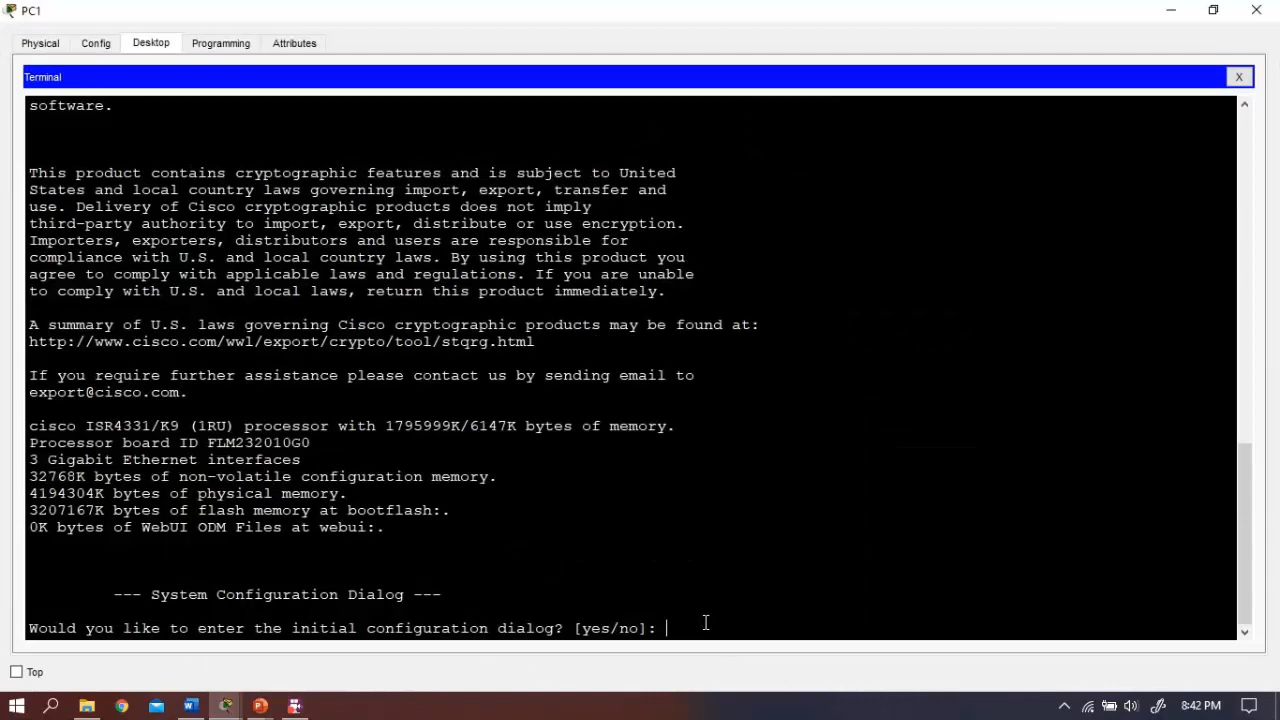 PC1
Physical Config Desktop Programming Attributes
Terminal X
software.
This product contains cryptographic features and is subject to United
States and local country laws governing import, export, transfer and
use. Delivery of Cisco cryptographic products does not imply
third-party authority to import, export, distribute or use encryption.
Importers, exporters, distributors and users are responsible for
compliance with U.S. and local country laws. By using this product you
agree to comply with applicable laws and regulations. If you are unable
to comply with U.S. and local laws, return this product immediately.
A summary of U.S. laws governing Cisco cryptographic products may be found at:
http://www.cisco.com/wwl/export/crypto/tool/stqrg.html
If you require further assistance please contact us by sending email to
export@cisco.com.
cisco ISR4331/K9 (1RU) processor with 1795999K/6147K bytes of memory.
Processor board ID FLM232010G0
3 Gigabit Ethernet interfaces
32768K bytes of non-volatile configuration memory.
4194304K bytes of physical memory.
3207167K bytes of flash memory at bootflash:.
0K bytes of WebUI ODM Files at webui:.
--- System Configuration Dialog ---
Would you like to enter the initial configuration dialog? [yes/no]:
Top
8:42 PM